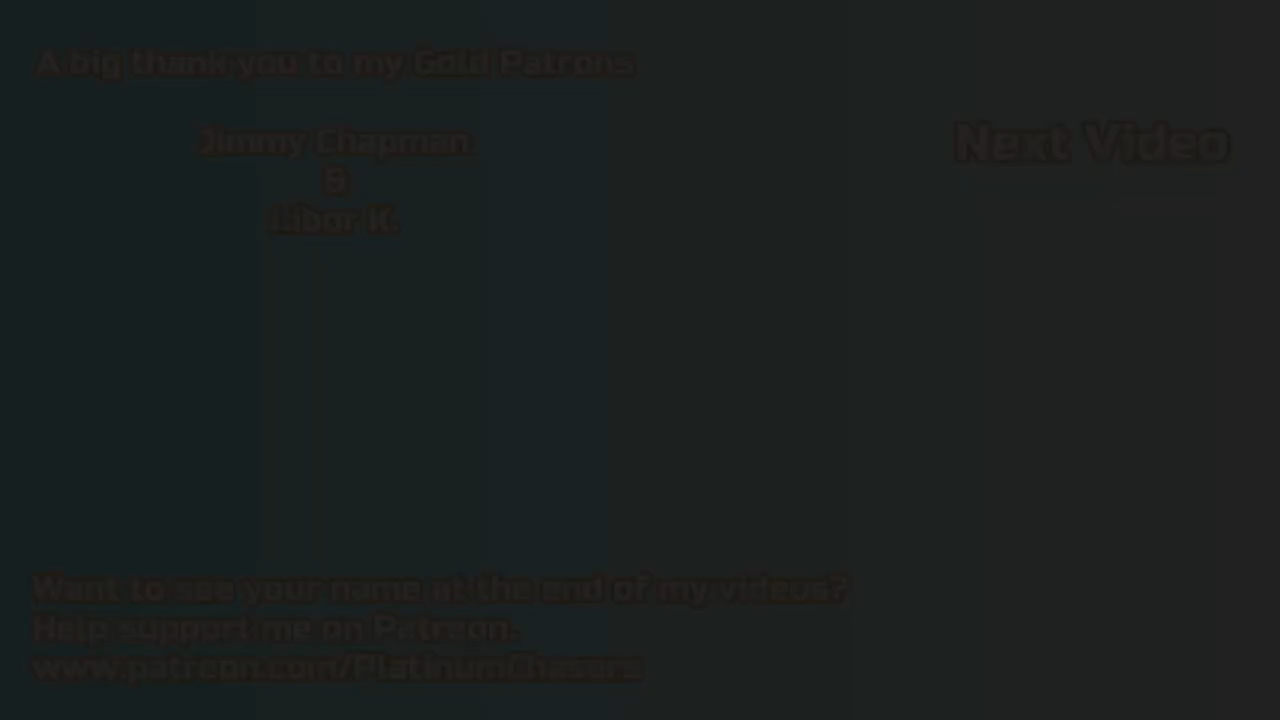 A big thank you to my Gold Patrons
Jimmy Chapman
&
Libor K.
Next Video
Want to see your name at the end of my videos?
Help support me on Patreon.
www.patreon.com/PlatinumChasers